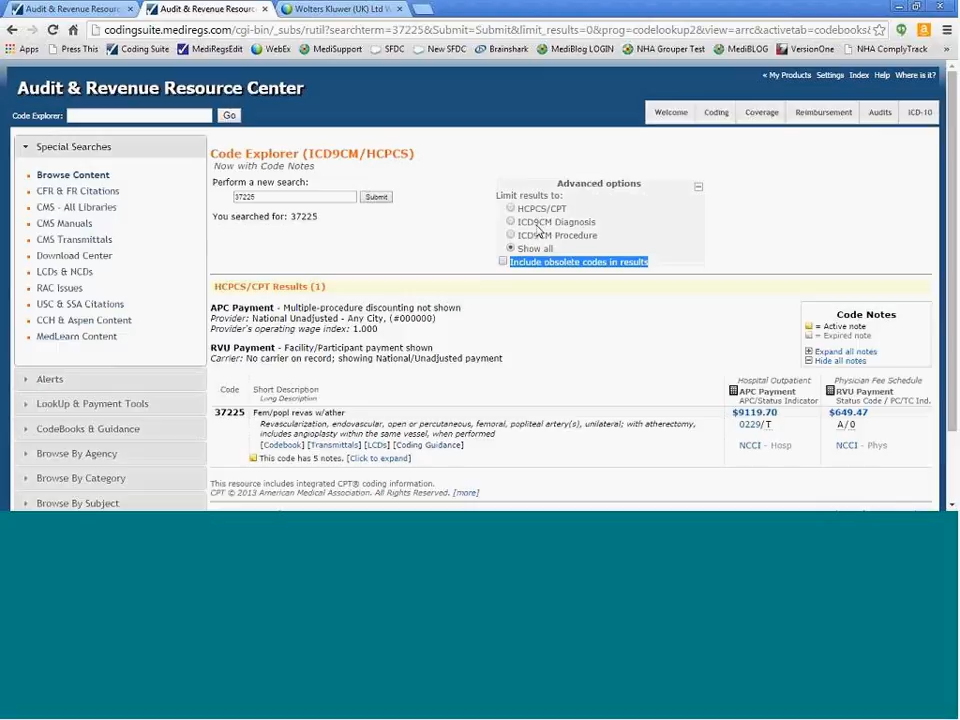 Audit & Revenue Resource
Audit & Revenue Resource
Wolters Kluwer (UK) Ltd W
codingsuite.mediregs.com/cgi-bin/_subs/rutil?searchterm=37225&Submit=Submit&limit_results=0&prog=codelookup2&view=arrc&activetab=codebooks
Apps Press This Coding Suite MediRegsEdit WebEx MediSupport SFDC New SFDC Brainshark MediBlog LOGIN NHA Grouper Test MediBLOG VersionOne NHA ComplyTrack »
« My Products Settings Index Help Where is it?
Audit & Revenue Resource Center
Code Explorer: Go
Welcome Coding Coverage Reimbursement Audits ICD-10
Special Searches
Browse Content
CFR & FR Citations
CMS - All Libraries
CMS Manuals
CMS Transmittals
Download Center
LCDs & NCDs
RAC Issues
USC & SSA Citations
CCH & Aspen Content
MedLearn Content
Alerts
LookUp & Payment Tools
CodeBooks & Guidance
Browse By Agency
Browse By Category
Browse By Subject
Code Explorer (ICD9CM/HCPCS)
Now with Code Notes
Perform a new search:
37225 Submit
You searched for: 37225
Advanced options
Limit results to:
HCPCS/CPT
ICD9CM Diagnosis
ICD9CM Procedure
Show all
Include obsolete codes in results
HCPCS/CPT Results (1)
APC Payment - Multiple-procedure discounting not shown
Provider: National Unadjusted - Any City, (#000000)
Provider's operating wage index: 1.000
RVU Payment - Facility/Participant payment shown
Carrier: No carrier on record; showing National/Unadjusted payment
Code Notes
= Active note
= Expired note
Expand all notes
Hide all notes
Code Short Description
Long Description
Hospital Outpatient
APC Payment
APC/Status Indicator
Physician Fee Schedule
RVU Payment
Status Code / PC/TC Ind.
37225 Fem/popl revas w/ather $9119.70 $649.47
Revascularization, endovascular, open or percutaneous, femoral, popliteal artery(s), unilateral; with atherectomy, 0229/T A/0
includes angioplasty within the same vessel, when performed
[Codebook] [Transmittals] [LCDs] [Coding Guidance] NCCI - Hosp NCCI - Phys
This code has 5 notes. [Click to expand]
This resource includes integrated CPT® coding information.
CPT © 2013 American Medical Association. All Rights Reserved. [more]